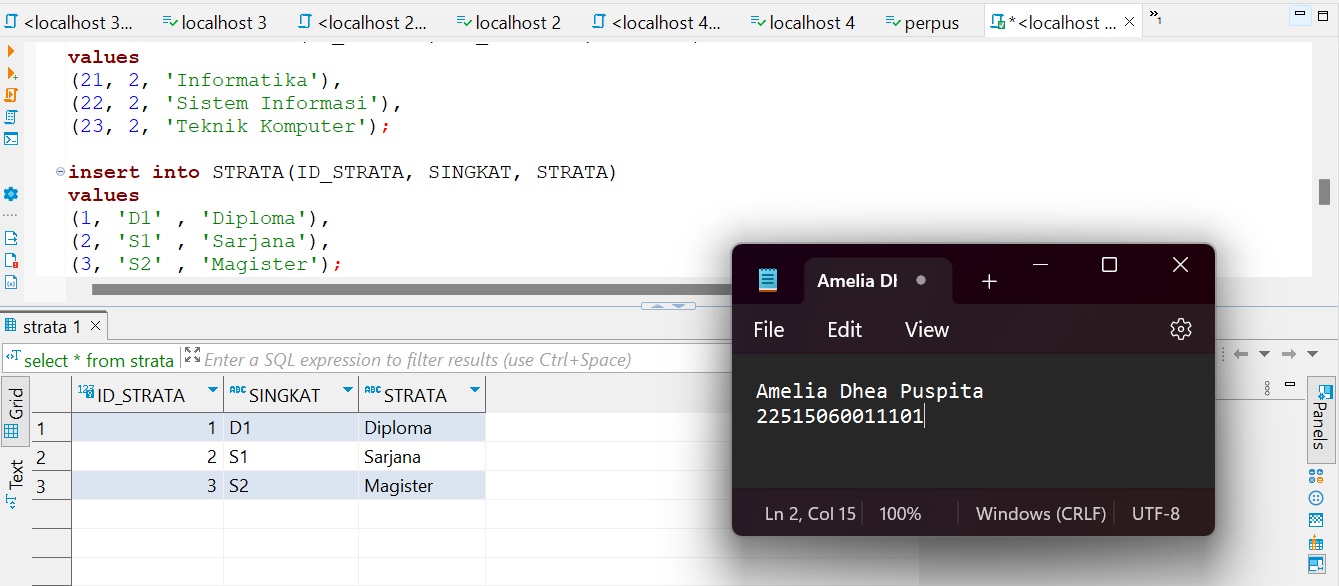 <localhost 3...
localhost 3
<localhost 2...
localhost 2
<localhost 4...
localhost 4
perpus
*<localhost ...
»1
values
(21, 2, 'Informatika'),
(22, 2, 'Sistem Informasi'),
(23, 2, 'Teknik Komputer');
insert into STRATA(ID_STRATA, SINGKAT, STRATA)
values
(1, 'D1' , 'Diploma'),
(2, 'S1' , 'Sarjana'),
(3, 'S2' , 'Magister');
strata 1
select * from strata
Enter a SQL expression to filter results (use Ctrl+Space)
Grid
Text
123 ID_STRATA ABC SINGKAT ABC STRATA
1 1 D1 Diploma
2 2 S1 Sarjana
3 3 S2 Magister
Panels
Amelia Dh
File Edit View
Amelia Dhea Puspita
22515060011101
Ln 2, Col 15 100% Windows (CRLF) UTF-8